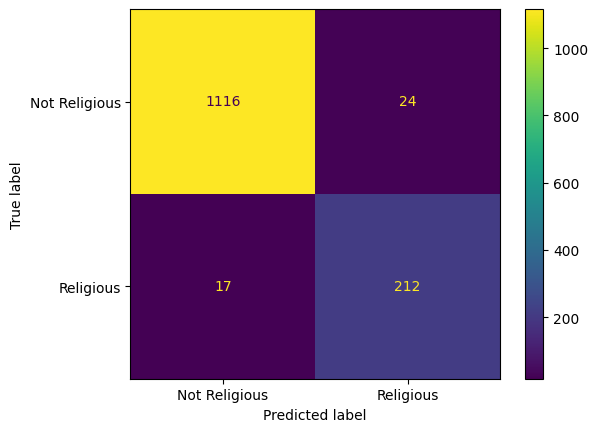 Not Religious
Religious
True label
1116
24
17
212
Not Religious
Religious
Predicted label
1000
800
600
400
200